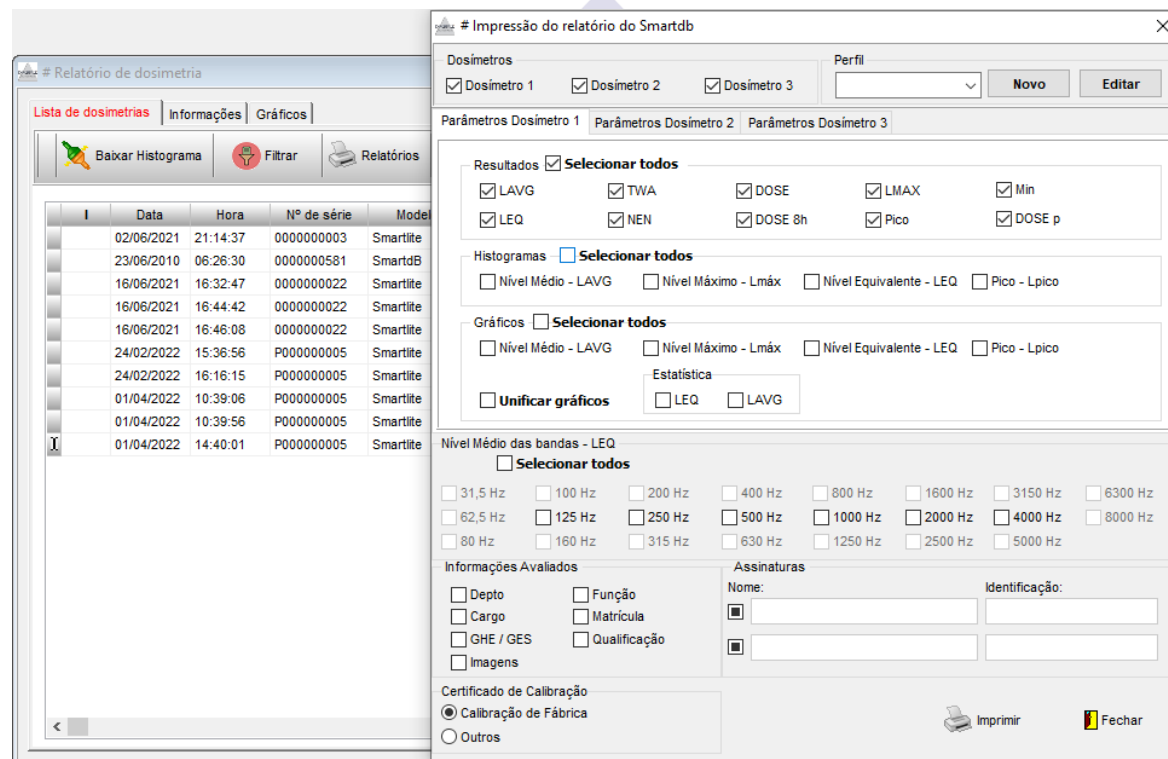 # Impressão do relatório do Smartdb
Dosímetros
Dosímetro 1 Dosímetro 2 Dosímetro 3
Perfil
Novo Editar
Parâmetros Dosímetro 1 Parâmetros Dosímetro 2 Parâmetros Dosímetro 3
Resultados Selecionar todos
LAVG TWA DOSE LMAX Min
LEQ NEN DOSE 8h Pico DOSE p
Histogramas Selecionar todos
Nível Médio - LAVG Nível Máximo - Lmáx Nível Equivalente - LEQ Pico - Lpico
Gráficos Selecionar todos
Nível Médio - LAVG Nível Máximo - Lmáx Nível Equivalente - LEQ Pico - Lpico
Estatística
Unificar gráficos LEQ LAVG
Nível Médio das bandas - LEQ
Selecionar todos
31,5 Hz 100 Hz 200 Hz 400 Hz 800 Hz 1600 Hz 3150 Hz 6300 Hz
62,5 Hz 125 Hz 250 Hz 500 Hz 1000 Hz 2000 Hz 4000 Hz 8000 Hz
80 Hz 160 Hz 315 Hz 630 Hz 1250 Hz 2500 Hz 5000 Hz
Informações Avaliados
Depto Função
Cargo Matrícula
GHE / GES Qualificação
Imagens
Assinaturas
Nome: Identificação:
Certificado de Calibração
Calibração de Fábrica
Outros
Imprimir Fechar
# Relatório de dosimetria
Lista de dosimetrias Informações Gráficos
Baixar Histograma Filtrar Relatórios
I Data Hora Nº de série Model
02/06/2021 21:14:37 0000000003 Smartlite
23/06/2010 06:26:30 0000000581 SmartdB
16/06/2021 16:32:47 0000000022 Smartlite
16/06/2021 16:44:42 0000000022 Smartlite
16/06/2021 16:46:08 0000000022 Smartlite
24/02/2022 15:36:56 P000000005 Smartlite
24/02/2022 16:16:15 P000000005 Smartlite
01/04/2022 10:39:06 P000000005 Smartlite
01/04/2022 10:39:56 P000000005 Smartlite
01/04/2022 14:40:01 P000000005 Smartlite